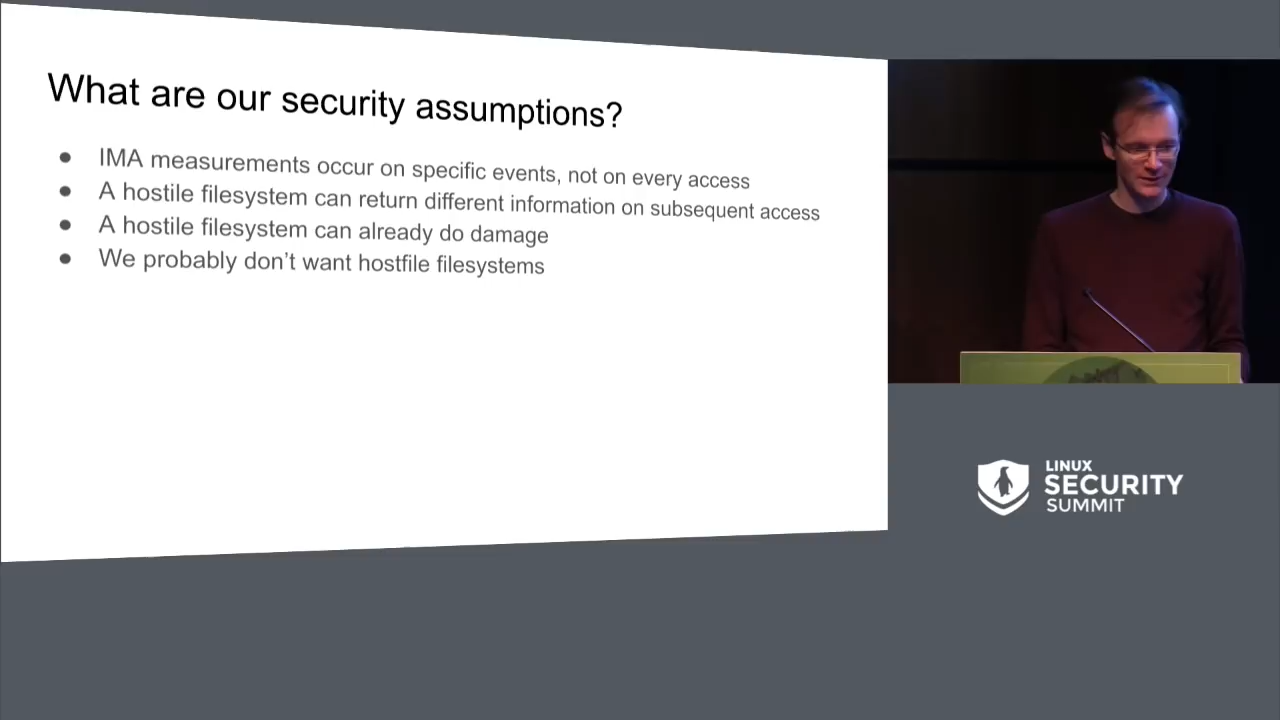 What are our security assumptions?
● IMA measurements occur on specific events, not on every access
● A hostile filesystem can return different information on subsequent access
● A hostile filesystem can already do damage
● We probably don't want hostfile filesystems
LINUX
SECURITY
SUMMIT